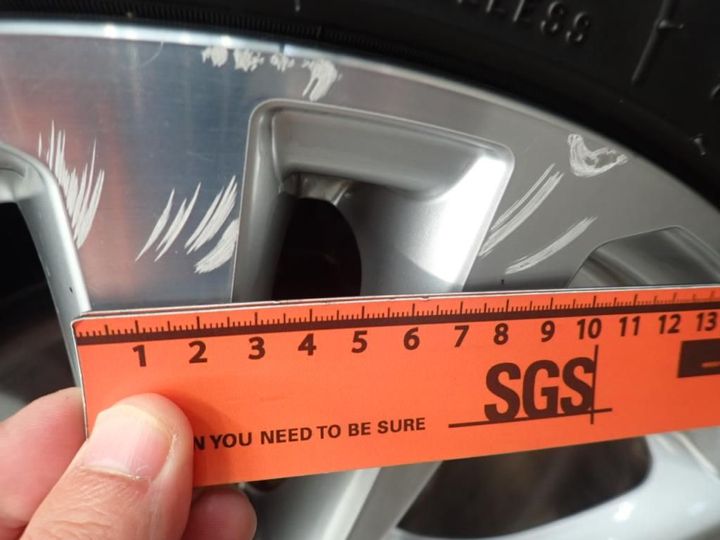 LESS
1 2 3 4 5 6 7 8 9 10 11 12 13
SGS
N YOU NEED TO BE SURE